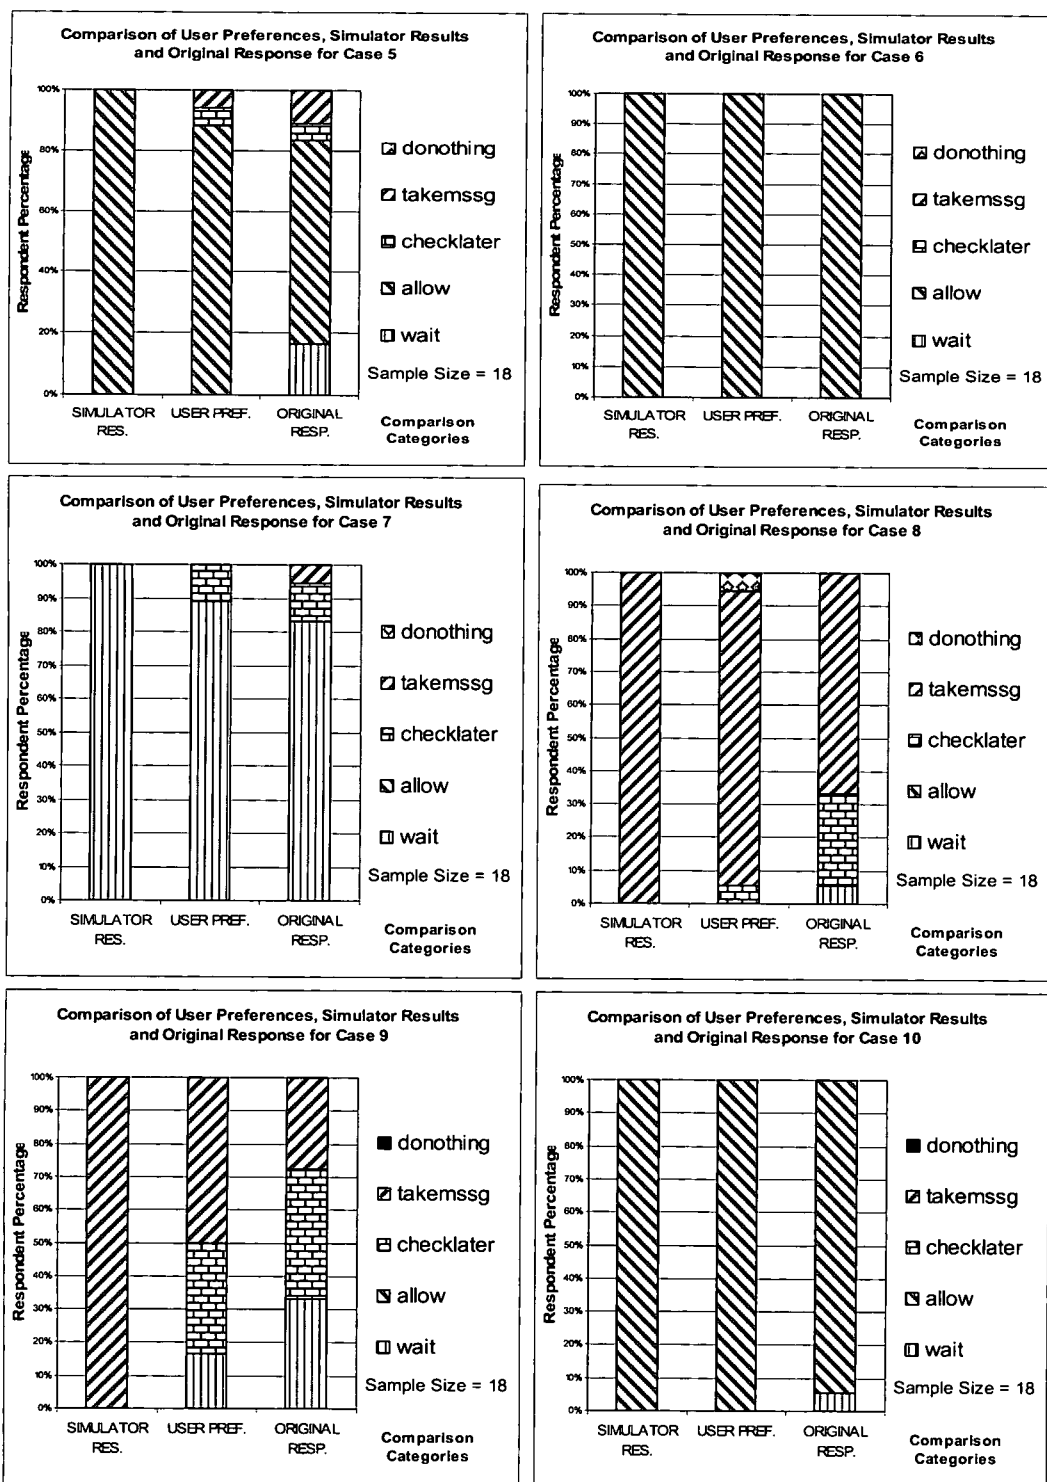 Comparison of User Preferences, Simulator Results
and Original Response for Case 5
Respondent Percentage
100%
80%
60%
40%
20%
0%
SIMULATOR
RES.
USER PREF.
ORIGINAL
RESP.
donothing
takemssg
checklater
allow
wait
Sample Size = 18
Comparison
Categories
Comparison of User Preferences, Simulator Results
and Original Response for Case 6
Respondent Percentage
100%
90%
80%
70%
60%
50%
40%
30%
20%
10%
0%
SIMULATOR
RES.
USER PREF.
ORIGINAL
RESP.
donothing
takemssg
checklater
allow
wait
Sample Size = 18
Comparison
Categories
Comparison of User Preferences, Simulator Results
and Original Response for Case 7
Respondent Percentage
100%
90%
80%
70%
60%
50%
40%
30%
20%
10%
0%
SIMULATOR
RES.
USER PREF.
ORIGINAL
RESP.
donothing
takemssg
checklater
allow
wait
Sample Size = 18
Comparison
Categories
Comparison of User Preferences, Simulator Results
and Original Response for Case 8
Respondent Percentage
100%
90%
80%
70%
60%
50%
40%
30%
20%
10%
0%
SIMULATOR
RES.
USER PREF.
ORIGINAL
RESP.
donothing
takemssg
checklater
allow
wait
Sample Size = 18
Comparison
Categories
Comparison of User Preferences, Simulator Results
and Original Response for Case 9
Respondent Percentage
100%
90%
80%
70%
60%
50%
40%
30%
20%
10%
0%
SIMULATOR
RES.
USER PREF.
ORIGINAL
RESP.
donothing
takemssg
checklater
allow
wait
Sample Size = 18
Comparison
Categories
Comparison of User Preferences, Simulator Results
and Original Response for Case 10
Respondent Percentage
100%
90%
80%
70%
60%
50%
40%
30%
20%
10%
0%
SIMULATOR
RES.
USER PREF.
ORIGINAL
RESP.
donothing
takemssg
checklater
allow
wait
Sample Size = 18
Comparison
Categories